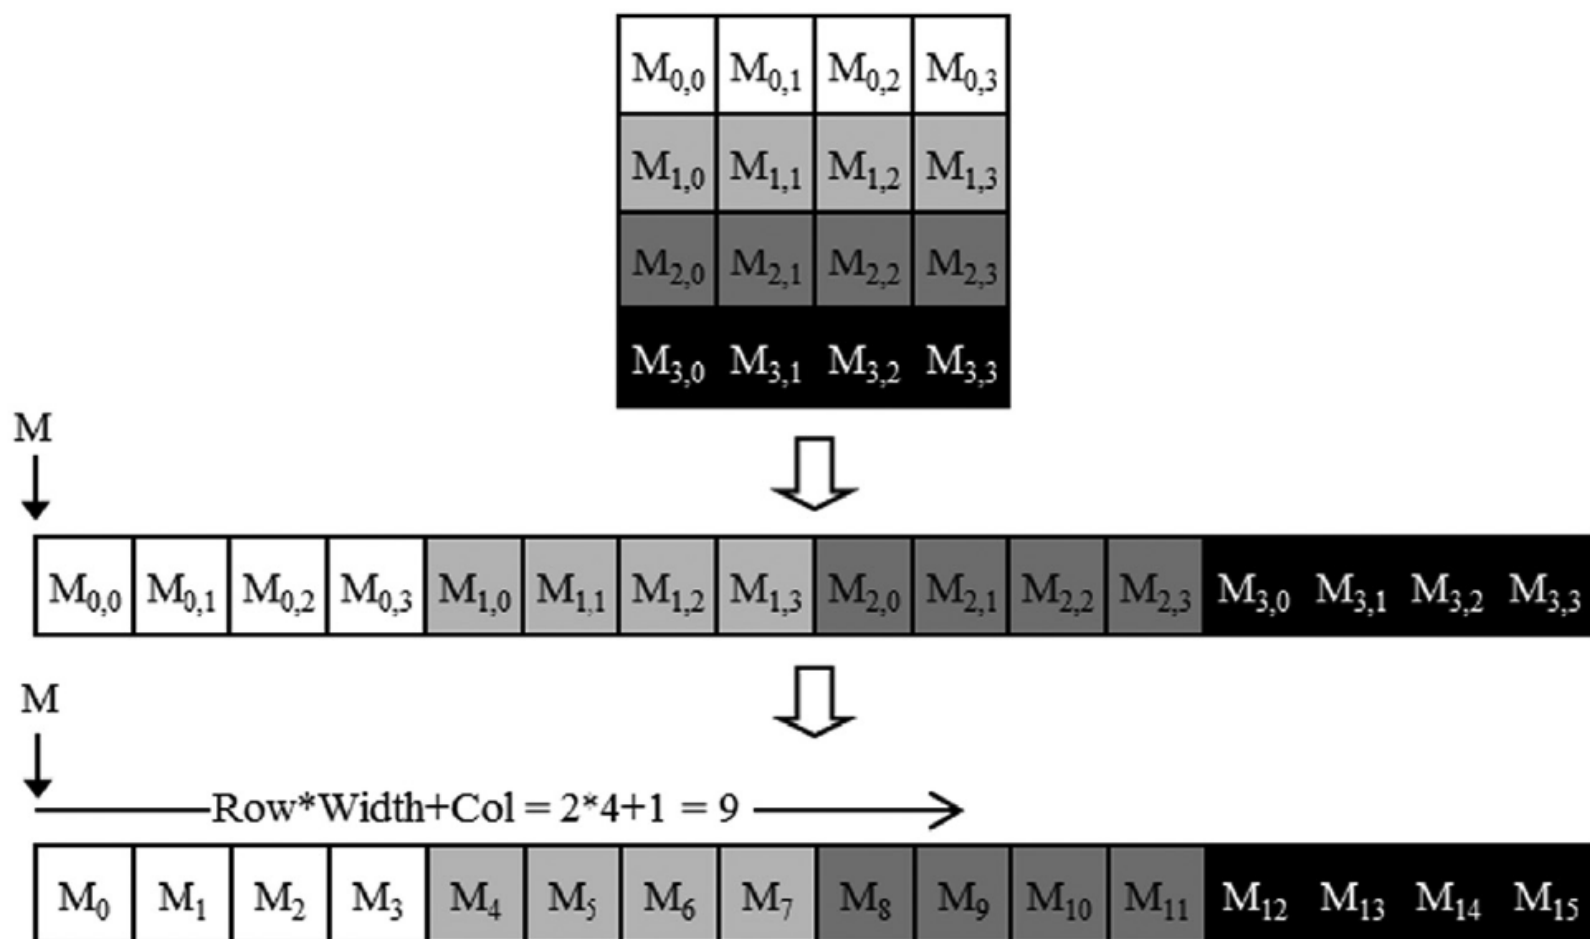 M0,0 M0,1 M0,2 M0,3
M1,0 M1,1 M1,2 M1,3
M2,0 M2,1 M2,2 M2,3
M3,0 M3,1 M3,2 M3,3
M
M0,0 M0,1 M0,2 M0,3 M1,0 M1,1 M1,2 M1,3 M2,0 M2,1 M2,2 M2,3 M3,0 M3,1 M3,2 M3,3
M
Row*Width+Col = 2*4+1 = 9
M0 M1 M2 M3 M4 M5 M6 M7 M8 M9 M10 M11 M12 M13 M14 M15